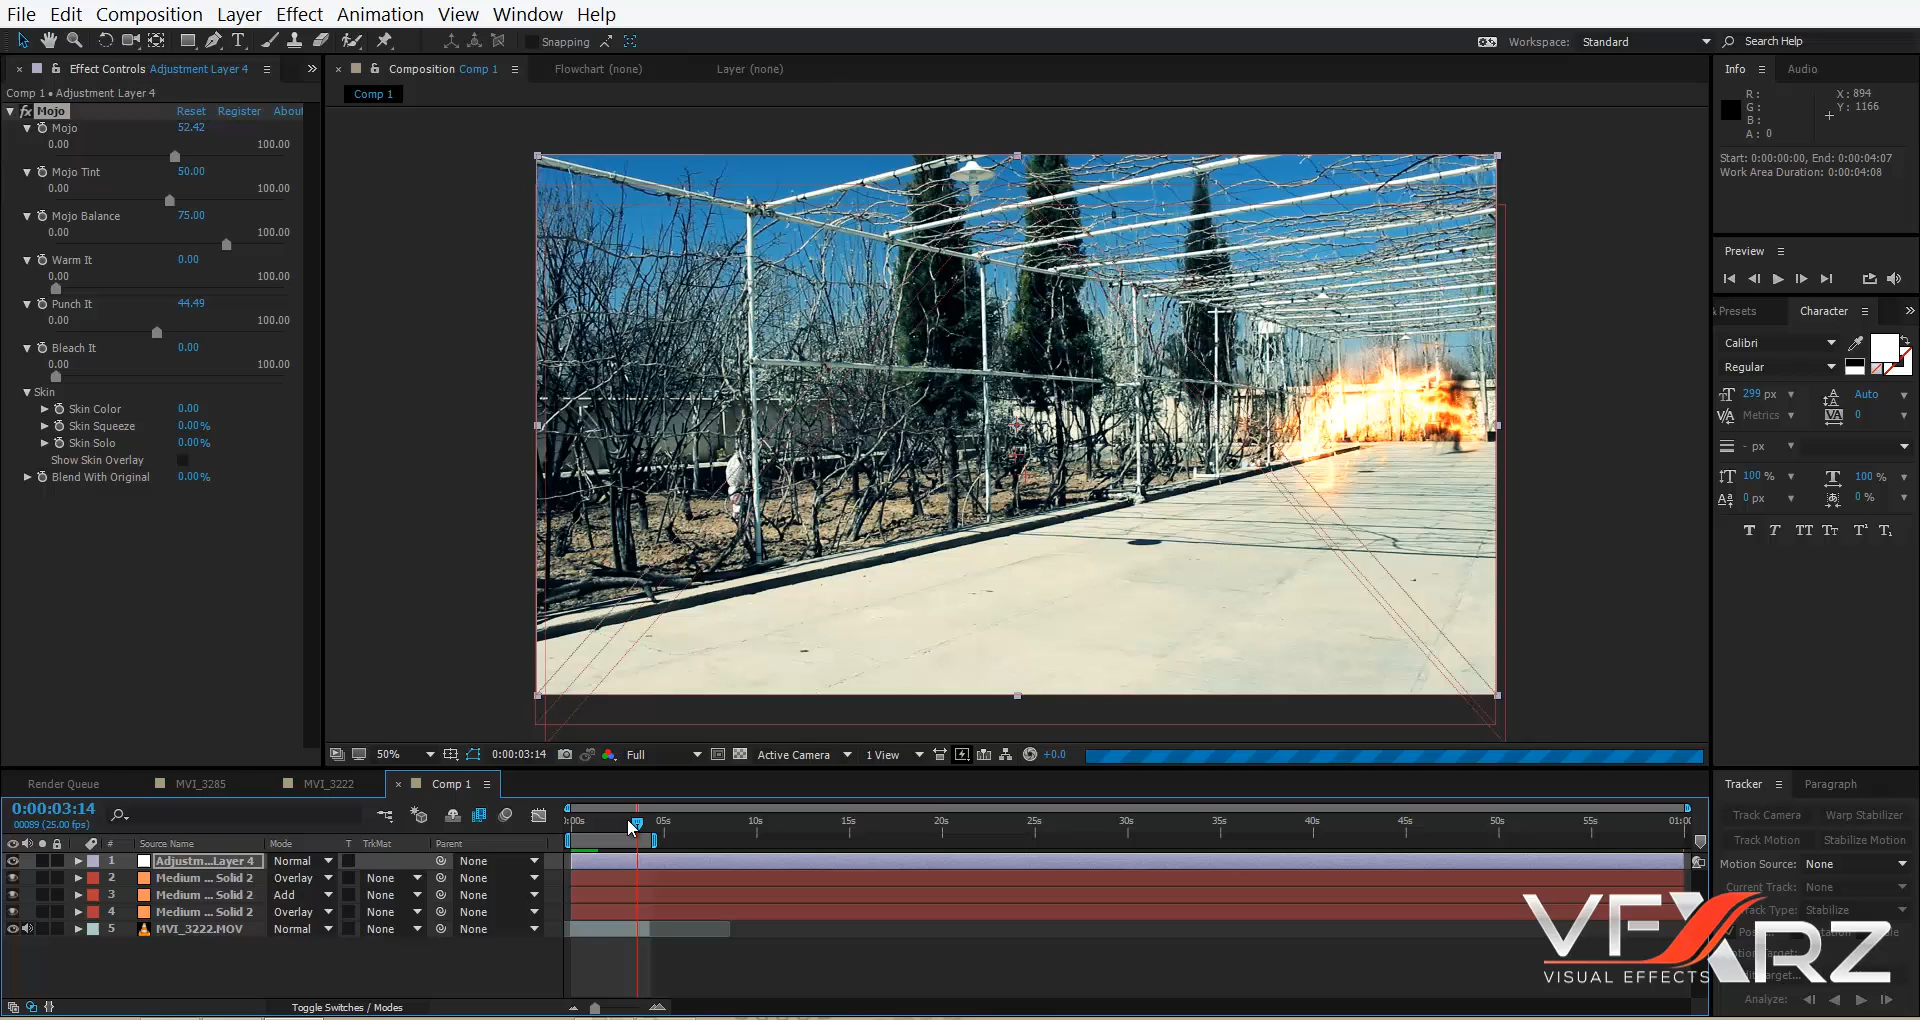 File Edit Composition Layer Effect Animation View Window Help
Snapping
Workspace: Standard
Search Help
Effect Controls Adjustment Layer 4
Comp 1 • Adjustment Layer 4
fx Mojo Reset Register Abou
Mojo 52.42
0.00 100.00
Mojo Tint 50.00
0.00 100.00
Mojo Balance 75.00
0.00 100.00
Warm It 0.00
0.00 100.00
Punch It 44.49
0.00 100.00
Bleach It 0.00
0.00 100.00
Skin
Skin Color 0.00
Skin Squeeze 0.00%
Skin Solo 0.00%
Show Skin Overlay
Blend With Original 0.00%
Composition Comp 1
Flowchart (none)
Layer (none)
Comp 1
50% 0:00:03:14 Full Active Camera 1 View +0.0
Info Audio
R: X: 894
G: Y: 1166
B:
A: 0
Start: 0:00:00:00, End: 0:00:04:07
Work Area Duration: 0:00:04:08
Preview
Presets Character
Calibri
Regular
299 px Auto
Metrics 0
- px
100 % 100 %
0 px 0 %
T T TT Tt T¹ T₁
Render Queue MVI_3285 MVI_3222 Comp 1
0:00:03:14
00089 (25.00 fps)
# Source Name Mode T TrkMat Parent
:00s 05s 10s 15s 20s 25s 30s 35s 40s 45s 50s 55s 01:0
1 Adjustm...Layer 4 Normal None
2 Medium ... Solid 2 Overlay None None
3 Medium ... Solid 2 Add None None
4 Medium ... Solid 2 Overlay None None
5 MVI_3222.MOV Normal None None
Toggle Switches / Modes
Tracker Paragraph
Track Camera Warp Stabilizer
Track Motion Stabilize Motion
Motion Source: None
Current Track: None
Track Type: Stabilize
Analyze:
VFXARZ
VISUAL EFFECTS